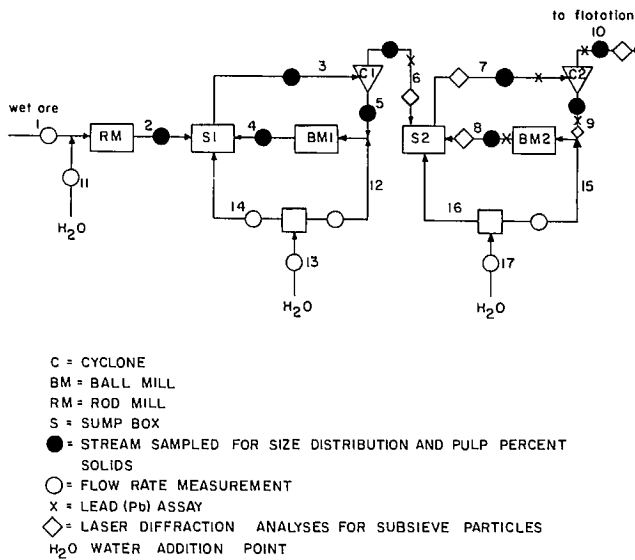 to flotation
10
3
C1
7
C2
6
5
wet ore
1
RM
2
S1
4
BM1
S2
8
BM2
9
11
12
15
14
16
H2O
13
17
H2O
H2O
C = CYCLONE
BM = BALL MILL
RM = ROD MILL
S = SUMP BOX
= STREAM SAMPLED FOR SIZE DISTRIBUTION AND PULP PERCENT
SOLIDS
= FLOW RATE MEASUREMENT
x = LEAD (Pb) ASSAY
= LASER DIFFRACTION ANALYSES FOR SUBSIEVE PARTICLES
H2O WATER ADDITION POINT